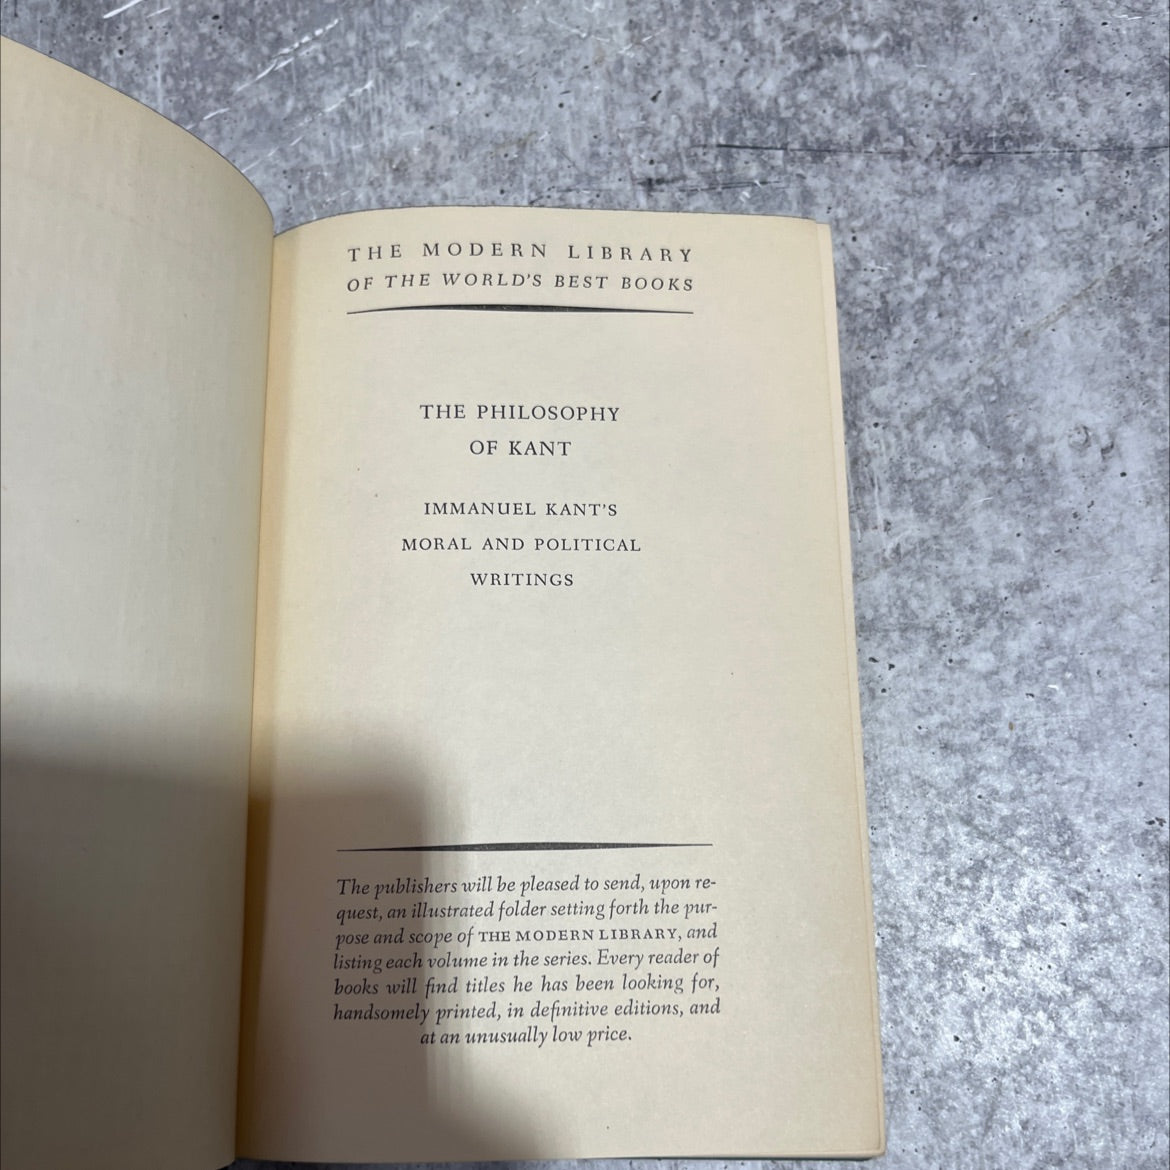 THE MODERN LIBRARY
OF THE WORLD'S BEST BOOKS
THE PHILOSOPHY
OF KANT
IMMANUEL KANT'S
MORAL AND POLITICAL
WRITINGS
The publishers will be pleased to send, upon re-
quest, an illustrated folder setting forth the pur-
pose and scope of THE MODERN LIBRARY, and
listing each volume in the series. Every reader of
books will find titles he has been looking for,
handsomely printed, in definitive editions, and
at an unusually low price.